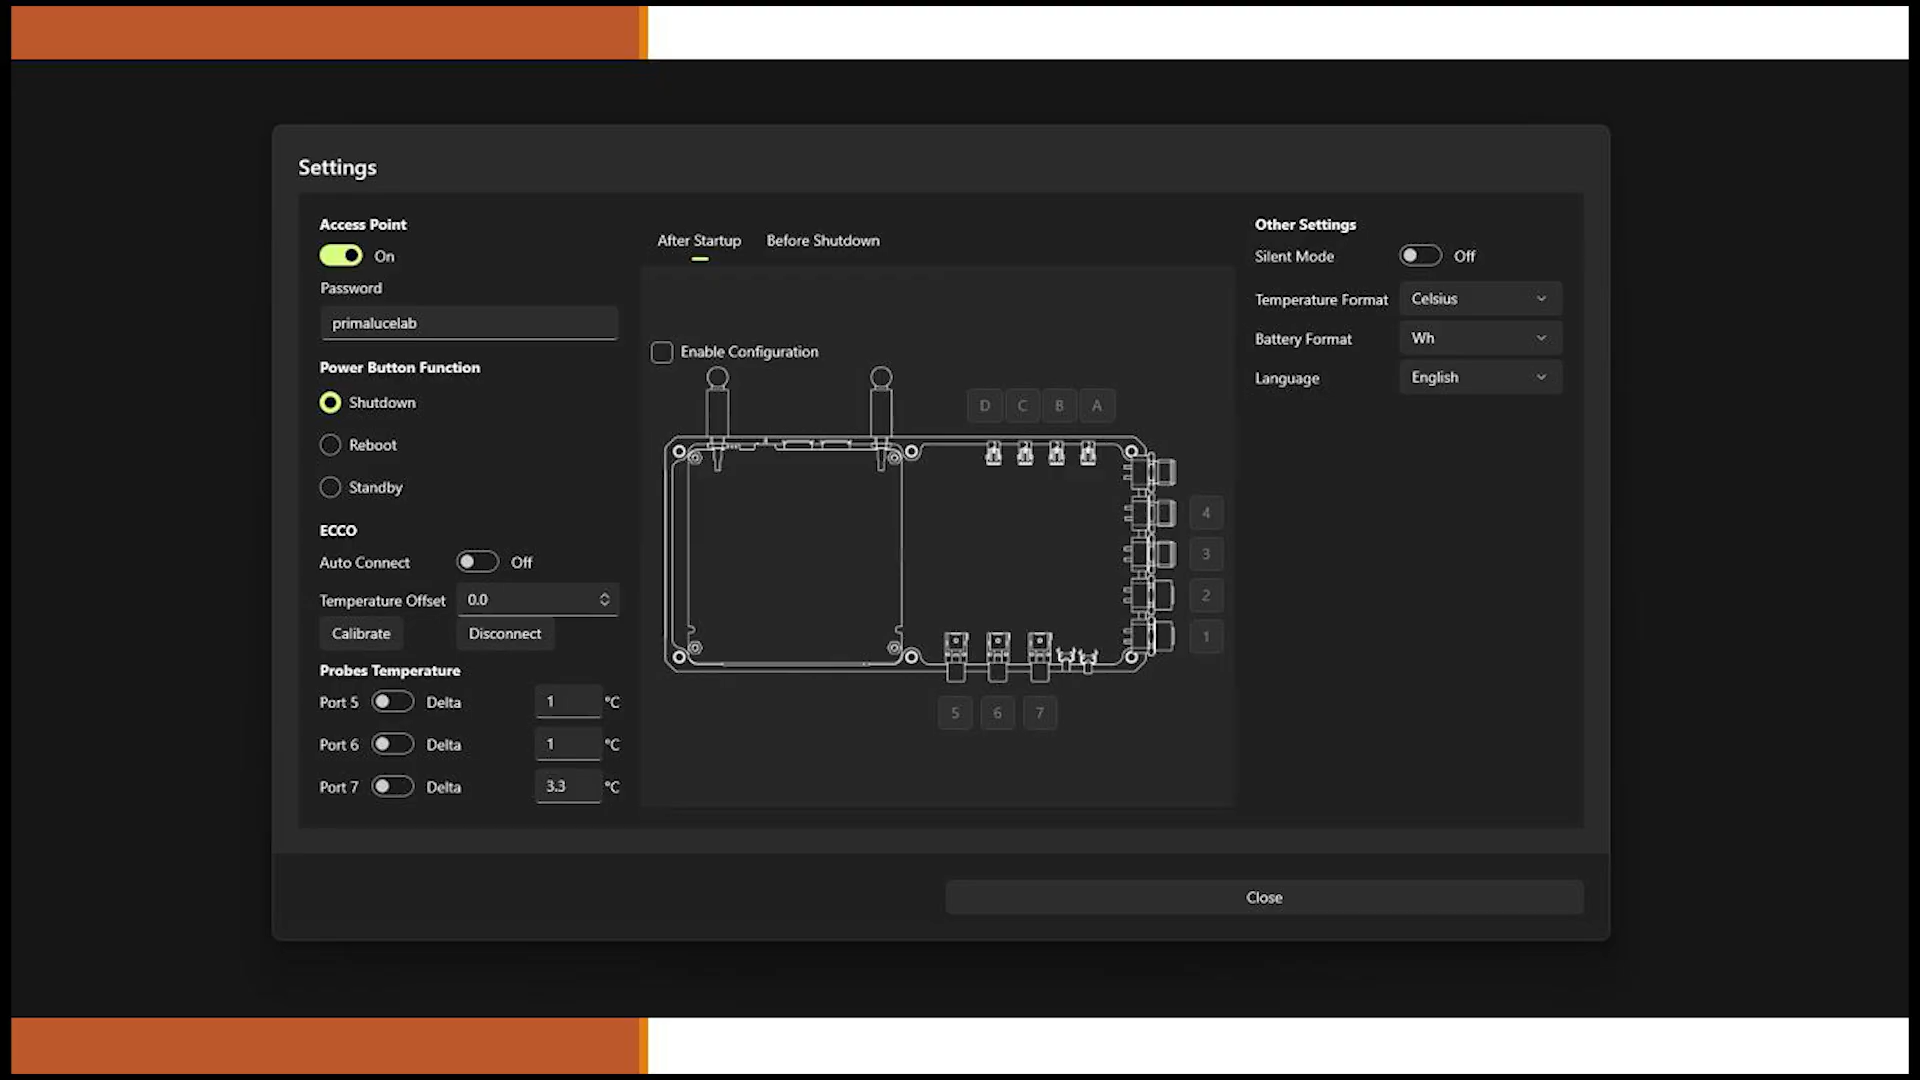 Settings
Access Point
On
Password
primalucelab
Power Button Function
Shutdown
Reboot
Standby
ECCO
Auto Connect Off
Temperature Offset 0.0
Calibrate Disconnect
Probes Temperature
Port 5 Delta 1 °C
Port 6 Delta 1 °C
Port 7 Delta 3.3 °C
After Startup Before Shutdown
Enable Configuration
D C B A
4
3
2
1
5 6 7
Other Settings
Silent Mode Off
Temperature Format Celsius
Battery Format Wh
Language English
Close